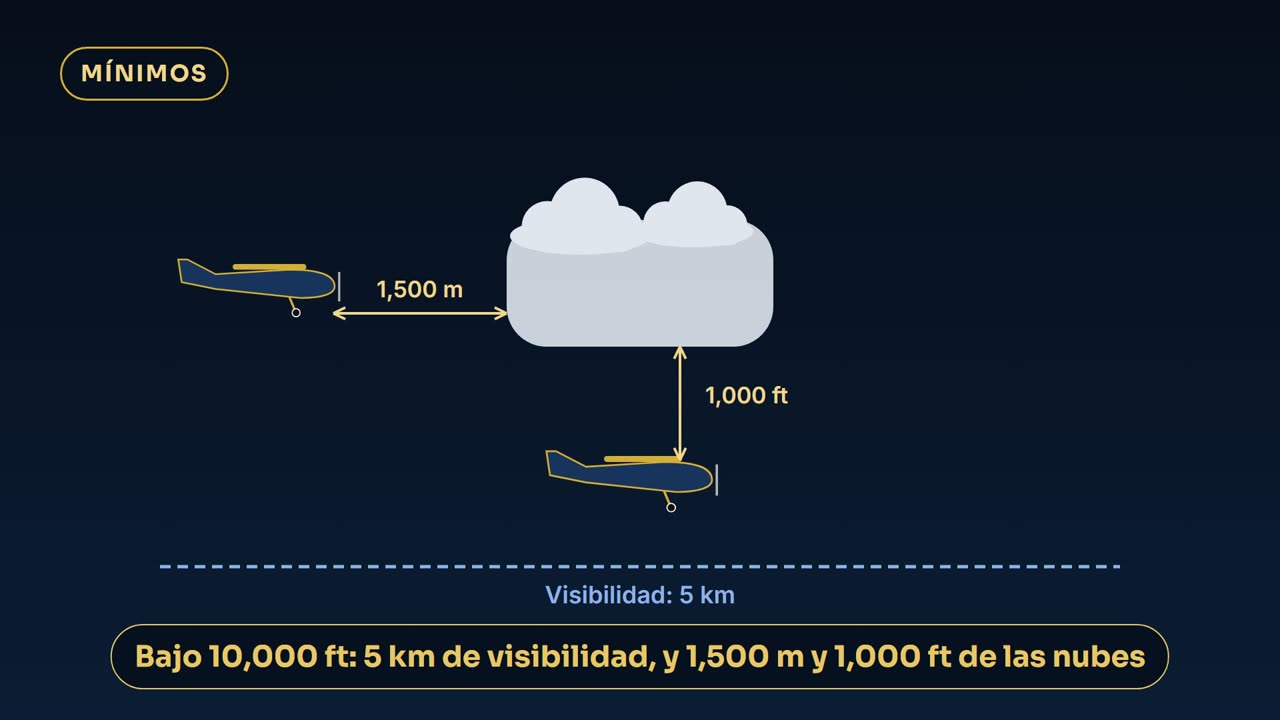 MÍNIMOS
1,500 m
1,000 ft
Visibilidad: 5 km
Bajo 10,000 ft: 5 km de visibilidad, y 1,500 m y 1,000 ft de las nubes